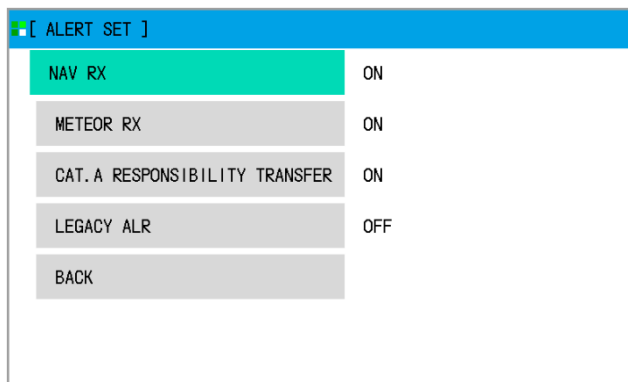 [ ALERT SET ]
NAV RX ON
METEOR RX ON
CAT.A RESPONSIBILITY TRANSFER ON
LEGACY ALR OFF
BACK